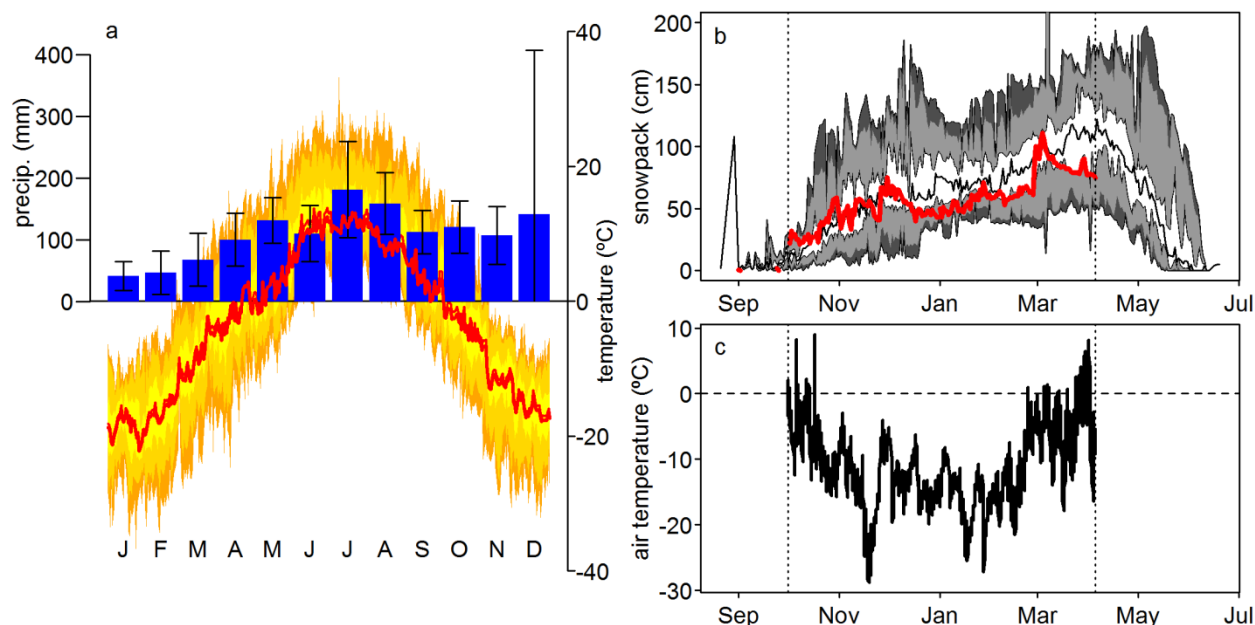 a
precip. (mm)
400
300
200
100
0
40
20
0
-20
-40
temperature (ºC)
J F M A M J J A S O N D
b
snowpack (cm)
200
150
100
50
0
Sep Nov Jan Mar May Jul
c
air temperature (ºC)
10
0
-10
-20
-30
Sep Nov Jan Mar May Jul